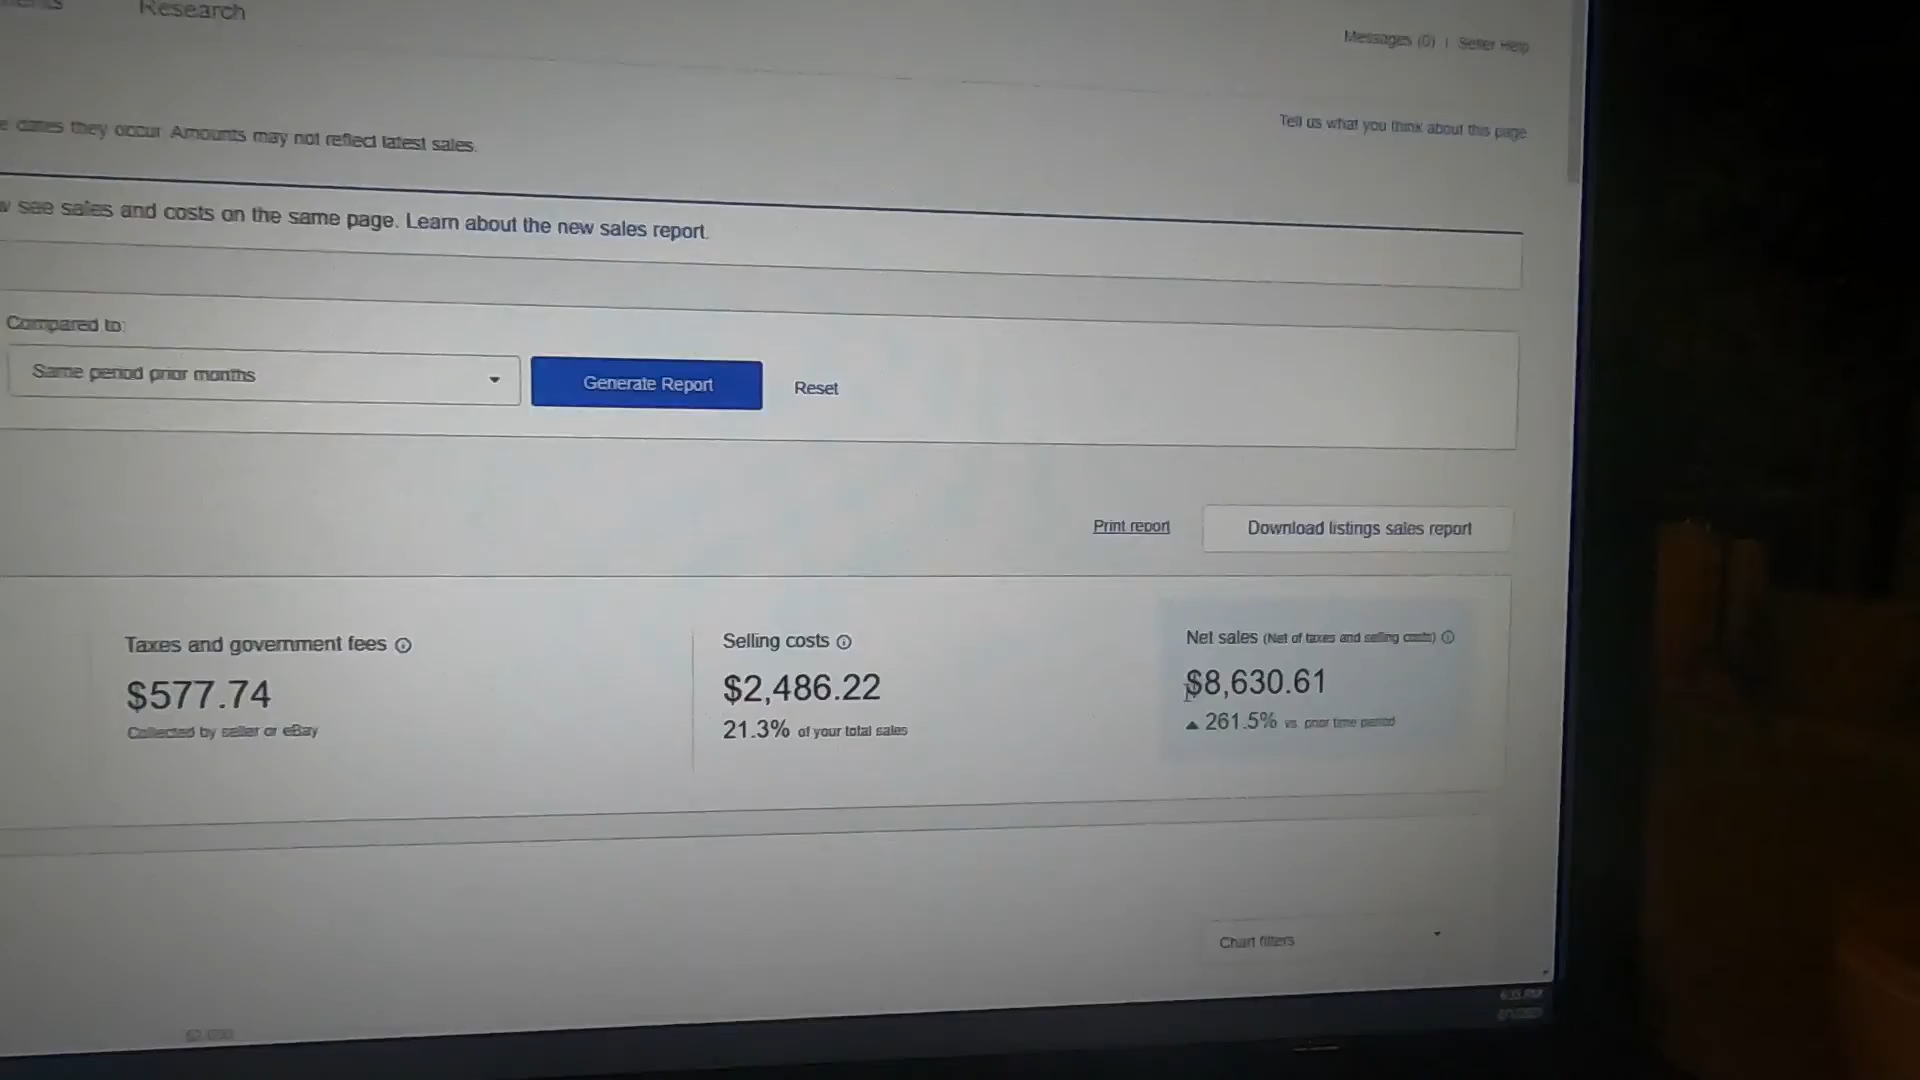 Research
Messages (0) | Seller Help
Tell us what you think about this page
dates they occur. Amounts may not reflect latest sales.
see sales and costs on the same page. Learn about the new sales report.
Compared to:
Same period prior months
Generate Report
Reset
Print report
Download listings sales report
Taxes and government fees
$577.74
Collected by seller or eBay
Selling costs
$2,486.22
21.3% of your total sales
Net sales (Net of taxes and selling costs)
$8,630.61
261.5% vs. prior time period
Chart filters